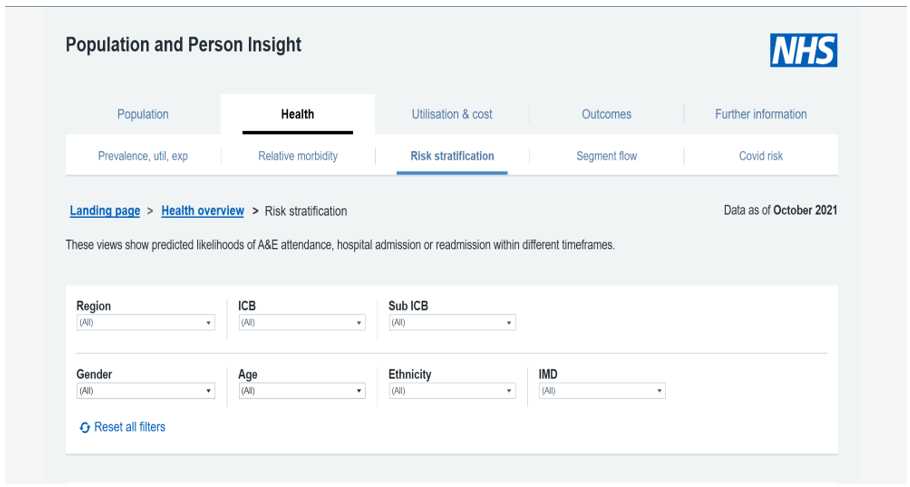 Population and Person Insight
NHS
Population Health Utilisation & cost Outcomes Further information
Prevalence, util, exp Relative morbidity Risk stratification Segment flow Covid risk
Landing page > Health overview > Risk stratification Data as of October 2021
These views show predicted likelihoods of A&E attendance, hospital admission or readmission within different timeframes.
Region ICB Sub ICB
(All) (All) (All)
Gender Age Ethnicity IMD
(All) (All) (All) (All)
Reset all filters